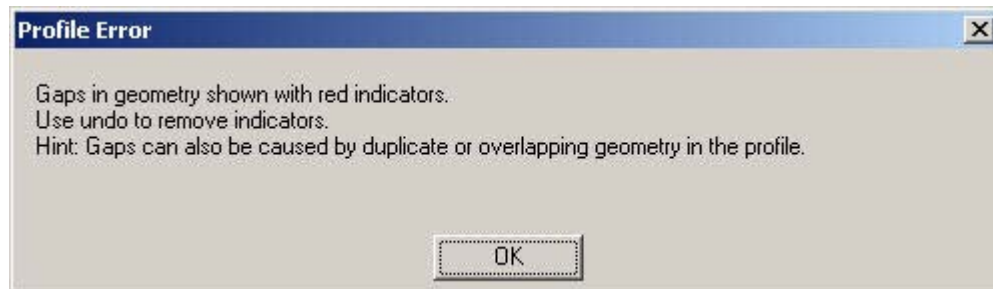 Profile Error
Gaps in geometry shown with red indicators.
Use undo to remove indicators.
Hint: Gaps can also be caused by duplicate or overlapping geometry in the profile.
OK